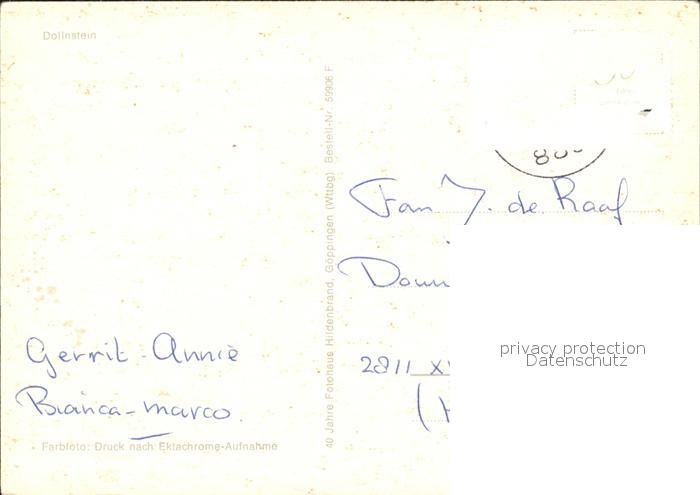 Dollnstein
Gerrit - Annie
Bianca - Marco.
Farbfoto: Druck nach Ektachrome-Aufnahme
40 Jahre Fotohaus Hildenbrand, Göppingen (Wttbg) Bestell-Nr. 59906 F
Fam J. de Raaf
2811
privacy protection
Datenschutz